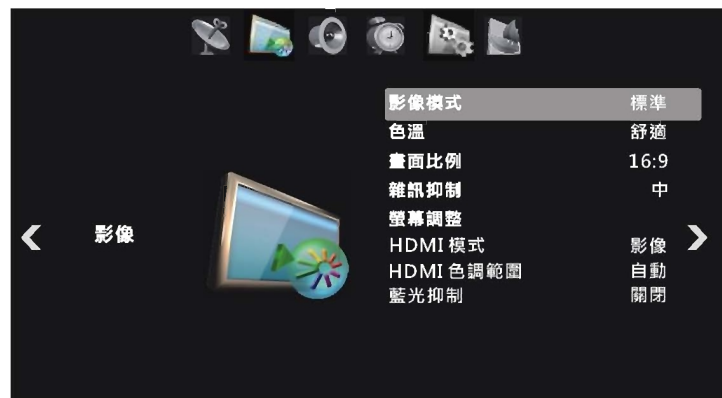 影像模式 標準
色溫 舒適
畫面比例 16:9
雜訊抑制 中
螢幕調整
影像
HDMI 模式 影像
HDMI 色調範圍 自動
藍光抑制 關閉